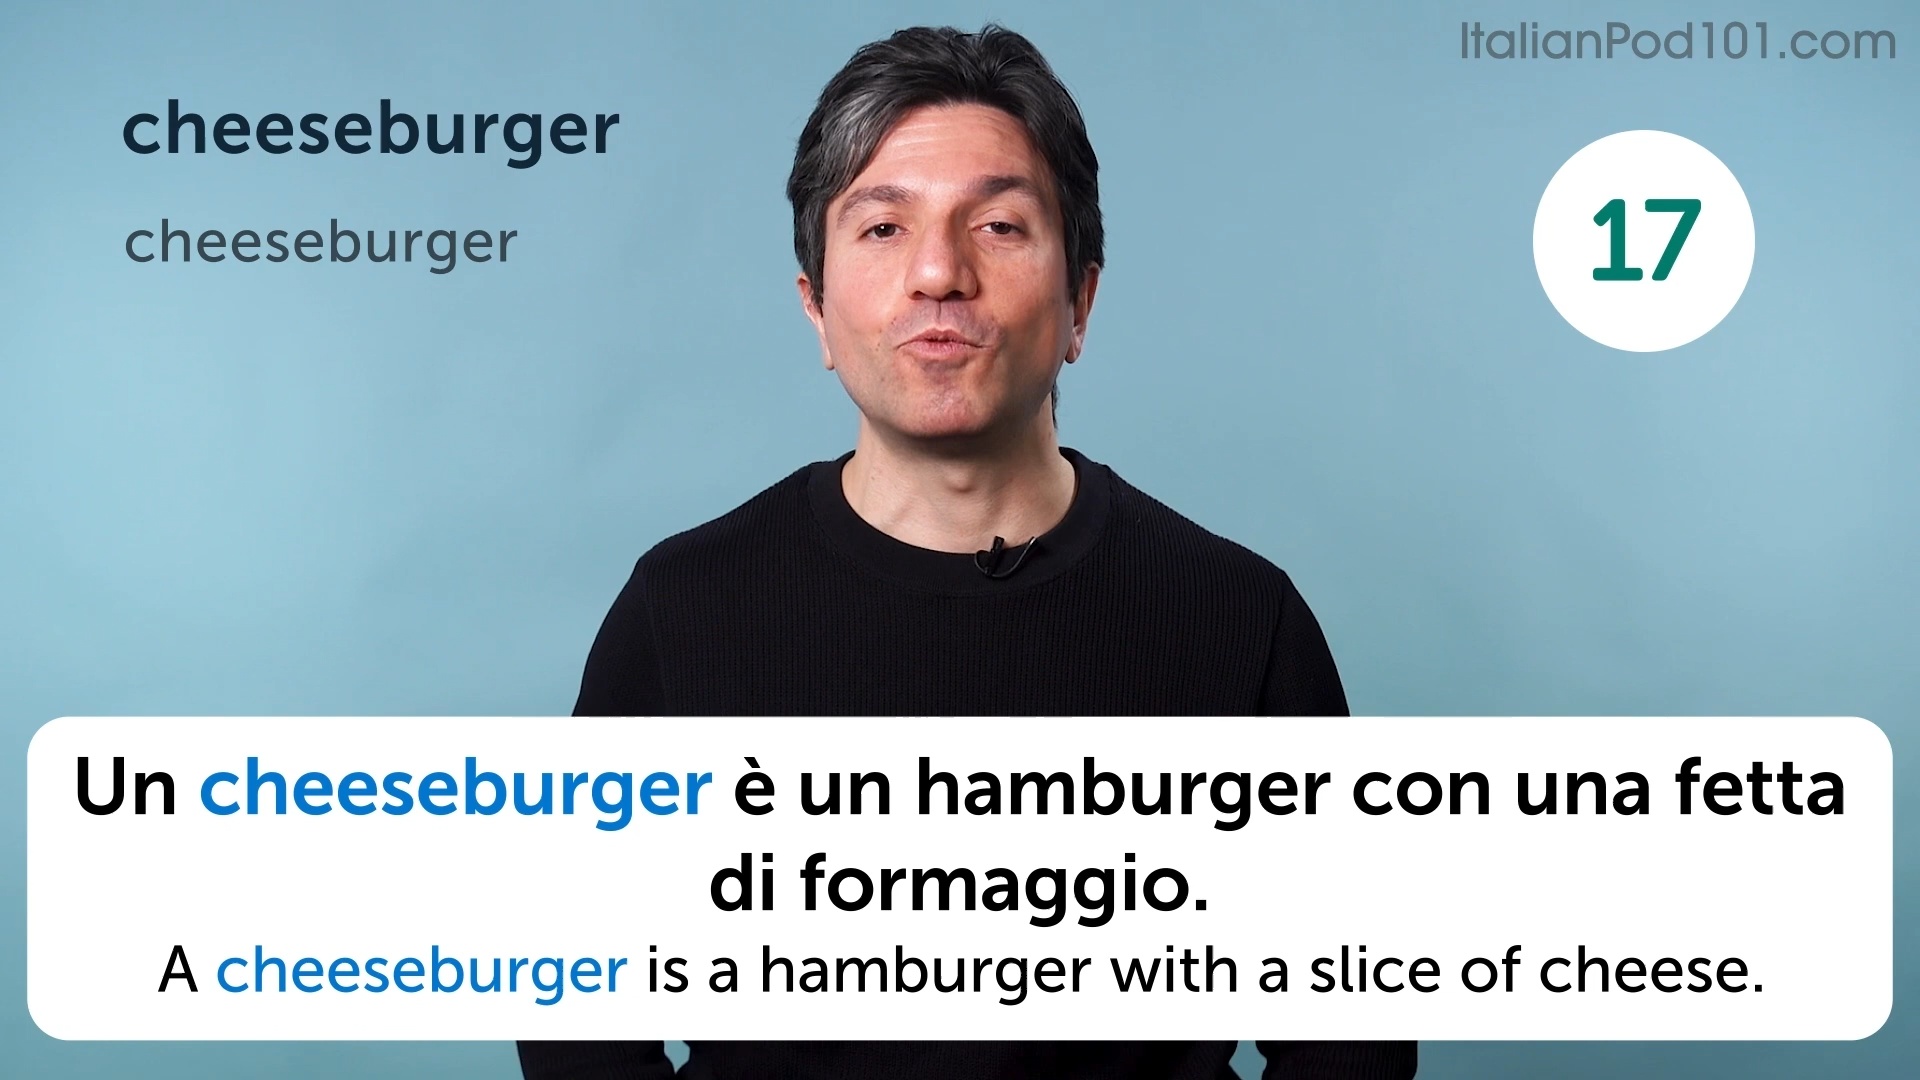 ItalianPod101.com
cheeseburger
cheeseburger
17
Un cheeseburger è un hamburger con una fetta
di formaggio.
A cheeseburger is a hamburger with a slice of cheese.